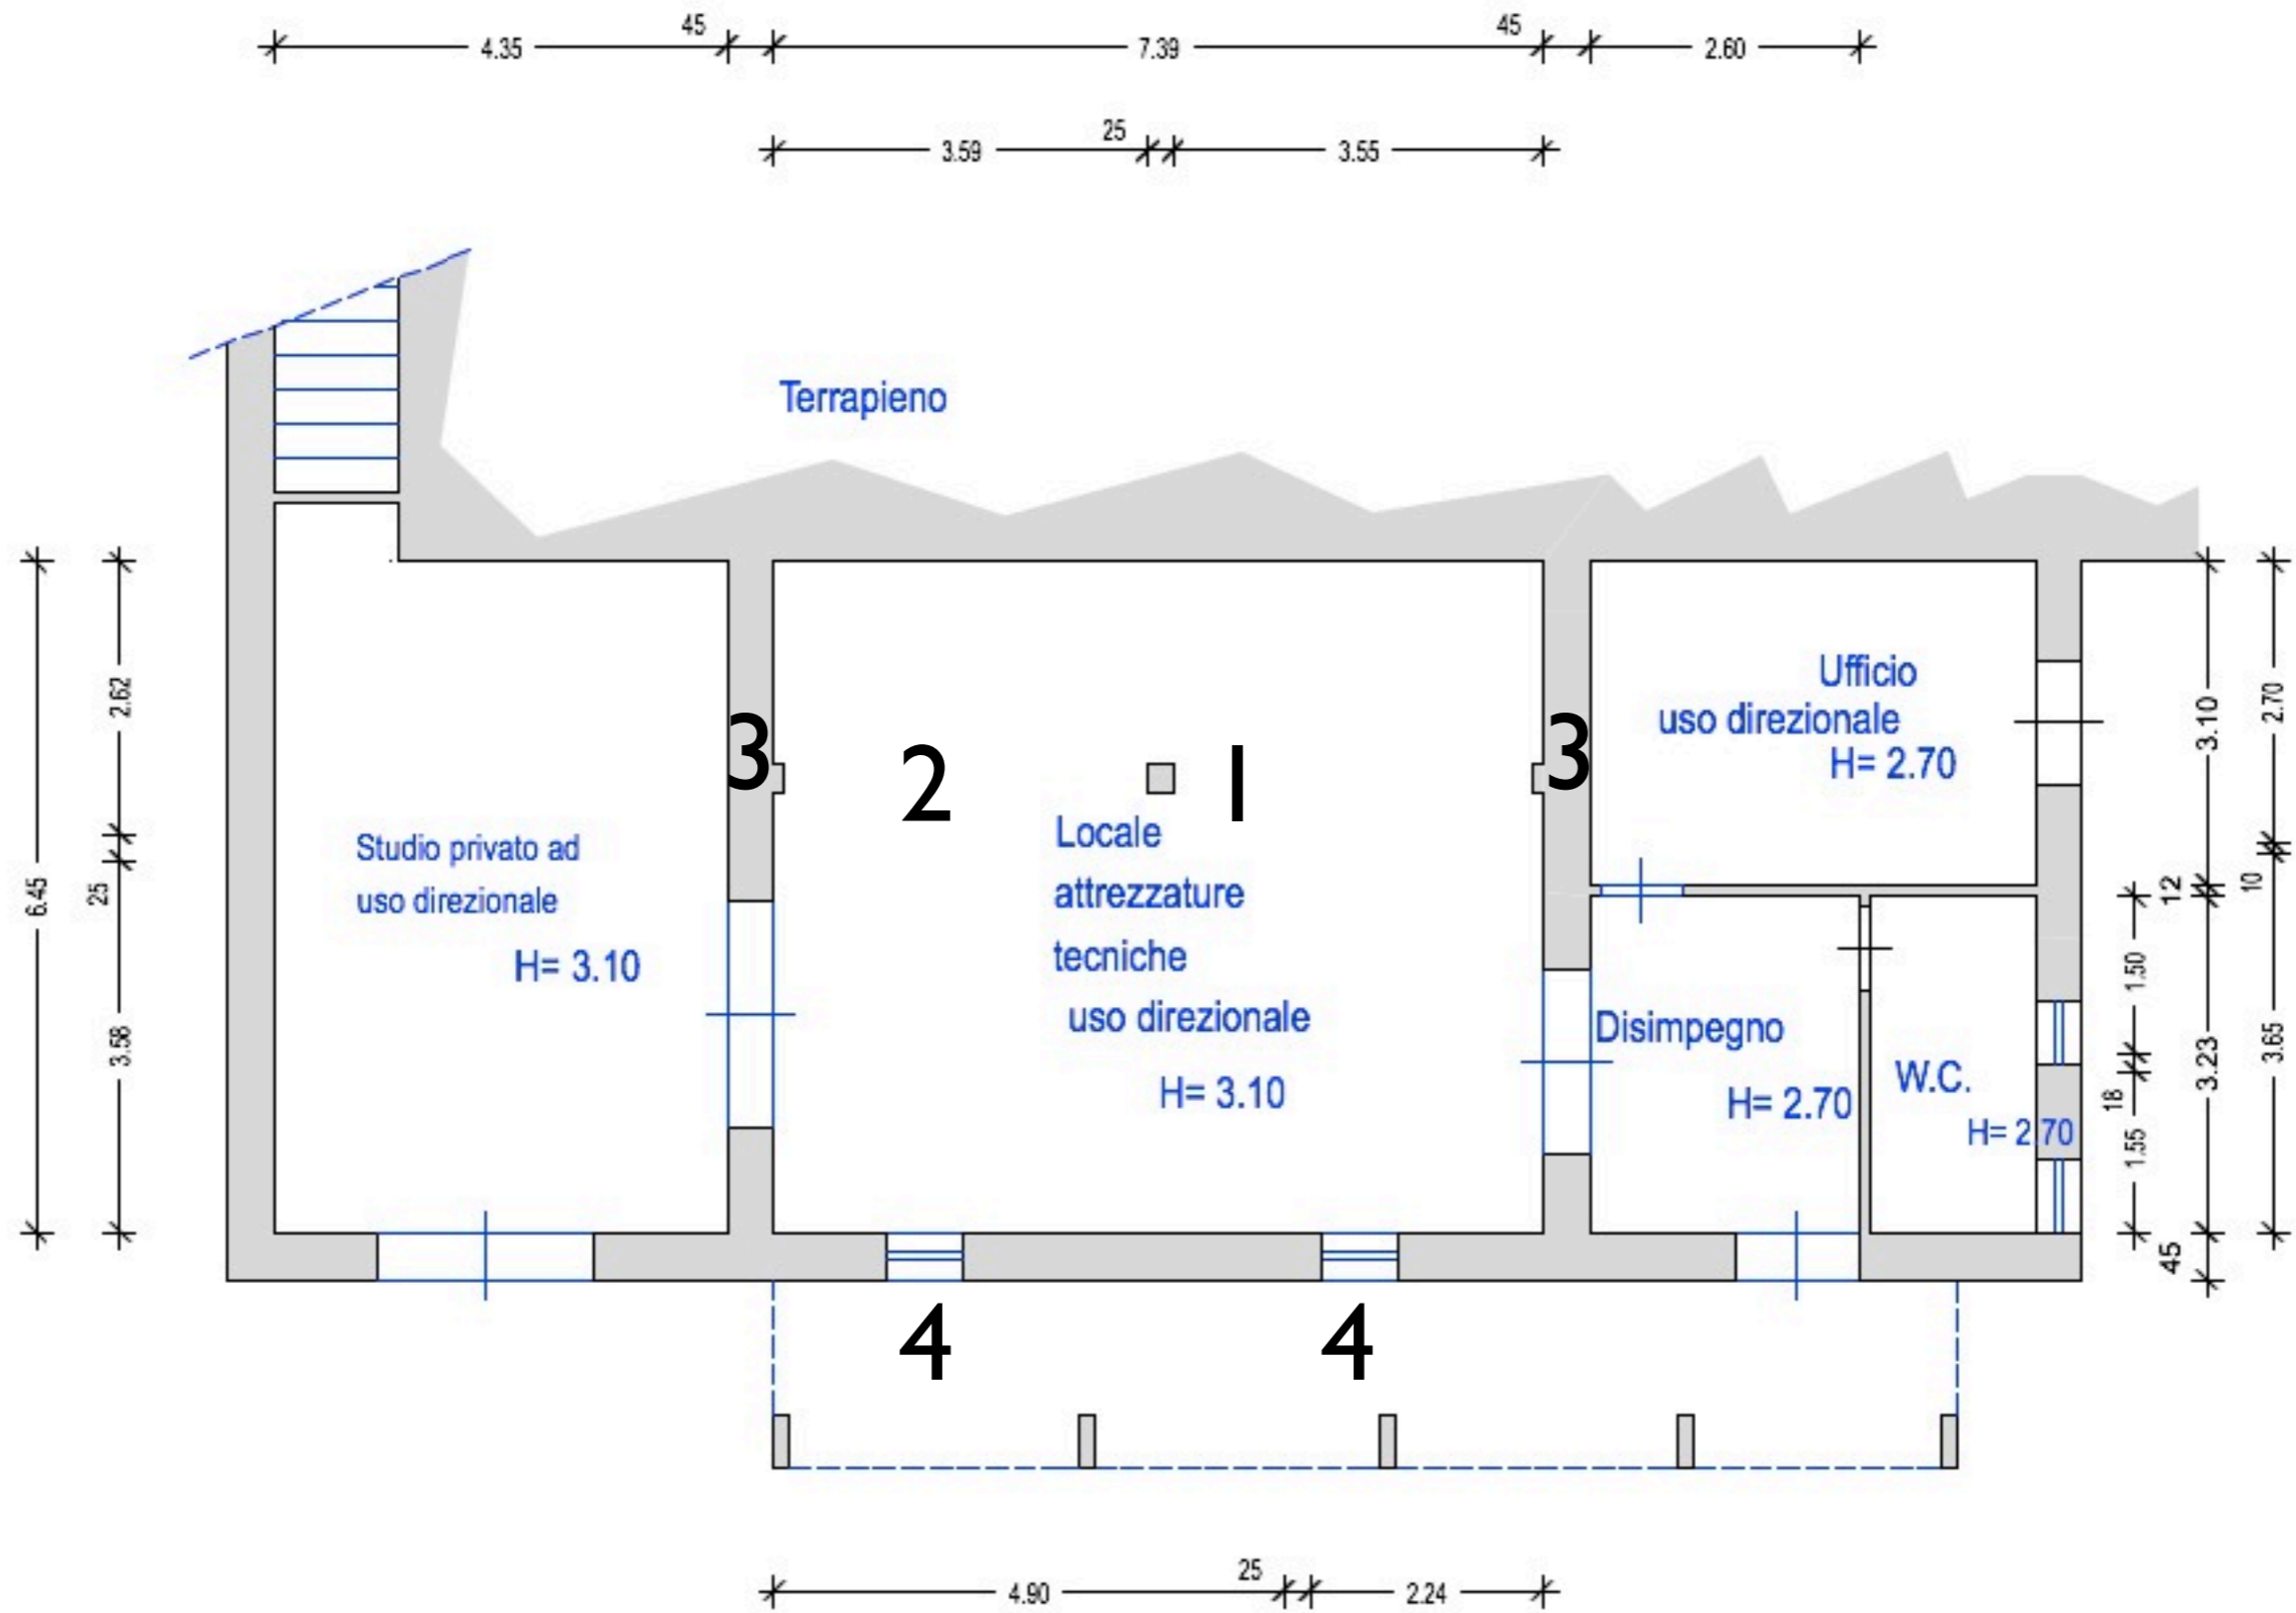 45
45
4.35
7.39
2.60
25
3.59
3.55
Terrapieno
Ufficio
uso direzionale
H= 2.70
3
2
1
3
Studio privato ad
uso direzionale
H= 3.10
Locale
attrezzature
tecniche
uso direzionale
H= 3.10
Disimpegno
H= 2.70
W.C.
H= 2.70
4
4
6.45
2.62
25
3.58
3.10
2.70
12
10
1.50
3.23
3.65
18
1.55
45
25
4.90
2.24